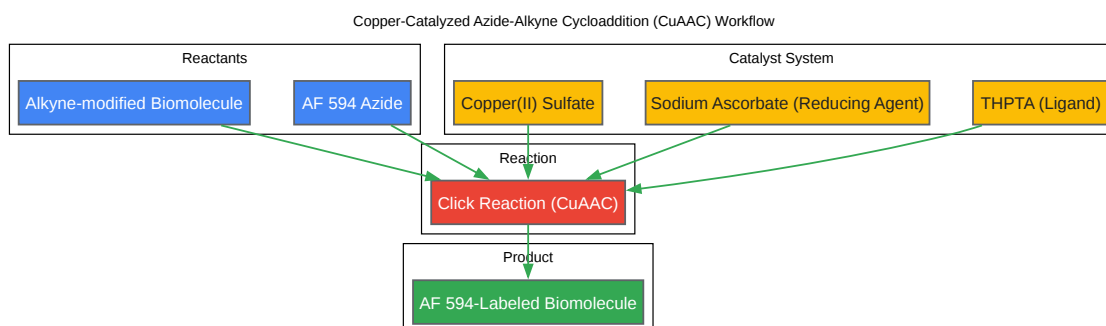 Copper-Catalyzed Azide-Alkyne Cycloaddition (CuAAC) Workflow
Reactants
Catalyst System
Alkyne-modified Biomolecule
AF 594 Azide
Copper(II) Sulfate
Sodium Ascorbate (Reducing Agent)
THPTA (Ligand)
Reaction
Click Reaction (CuAAC)
Product
AF 594-Labeled Biomolecule